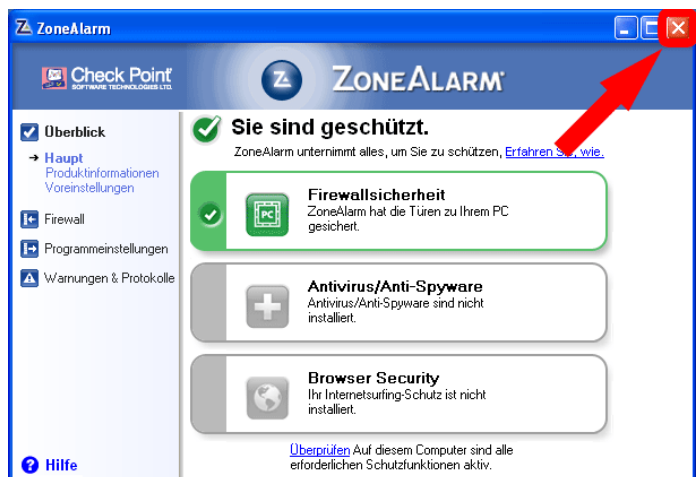 ZoneAlarm
Check Point
SOFTWARE TECHNOLOGIES LTD.
ZONEALARM
Überblick
Haupt
Produktinformationen
Voreinstellungen
Firewall
Programmeinstellungen
Warnungen & Protokolle
Hilfe
Sie sind geschützt.
ZoneAlarm unternimmt alles, um Sie zu schützen, Erfahren Sie, wie.
Firewallsicherheit
ZoneAlarm hat die Türen zu Ihrem PC
gesichert.
PC
Antivirus/Anti-Spyware
Antivirus/Anti-Spyware sind nicht
installiert.
Browser Security
Ihr Internetsurfing-Schutz ist nicht
installiert.
Überprüfen Auf diesem Computer sind alle
erforderlichen Schutzfunktionen aktiv.